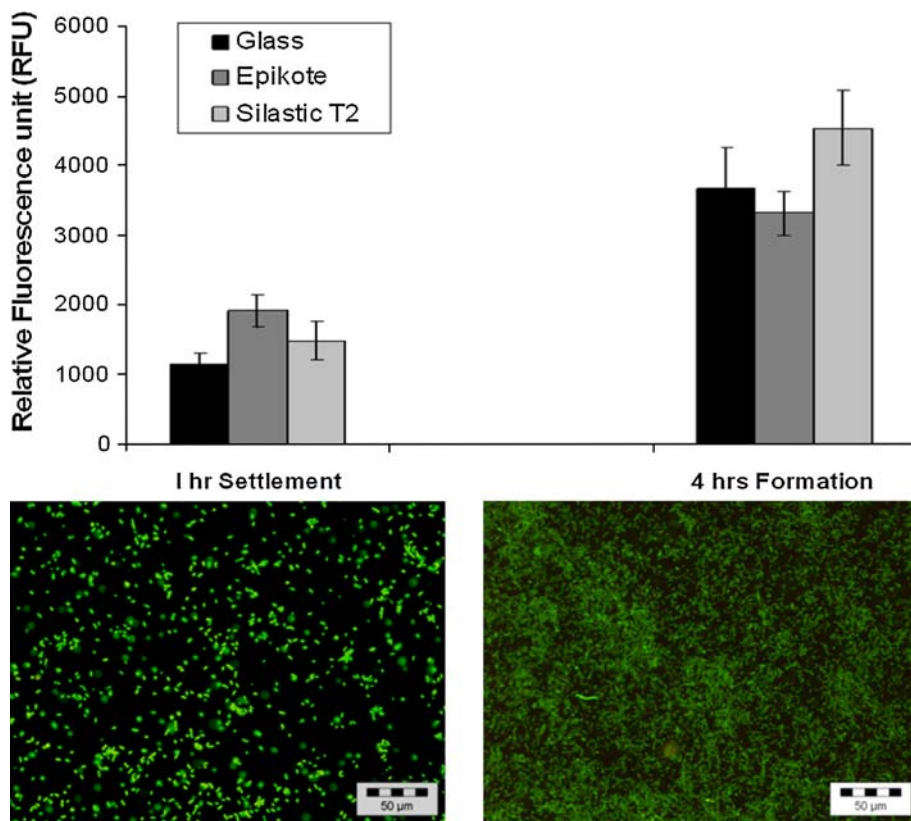 Relative Fluorescence unit (RFU)
6000
5000
4000
3000
2000
1000
0
Glass
Epikote
Silastic T2
I hr Settlement
4 hrs Formation
50 µm
50 µm